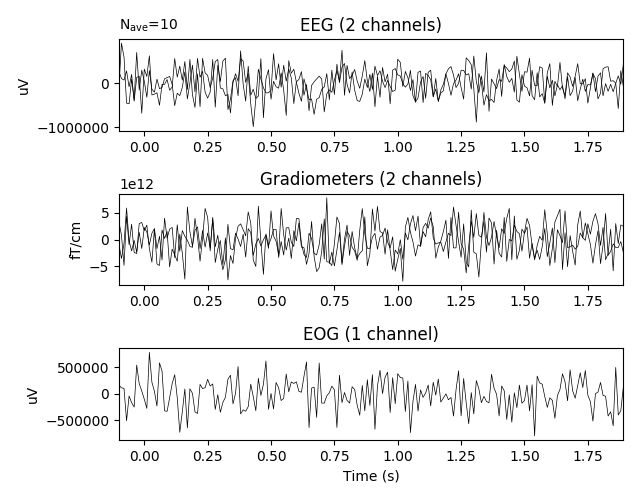 N_ave=10
EEG (2 channels)
uV
0
−1000000
0.00 0.25 0.50 0.75 1.00 1.25 1.50 1.75
1e12
Gradiometers (2 channels)
fT/cm
5
0
−5
0.00 0.25 0.50 0.75 1.00 1.25 1.50 1.75
EOG (1 channel)
uV
500000
0
−500000
0.00 0.25 0.50 0.75 1.00 1.25 1.50 1.75
Time (s)